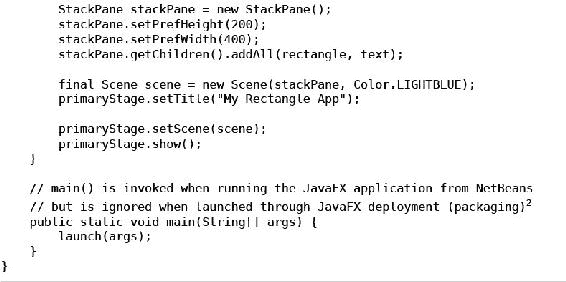 StackPane stackPane = new StackPane();
stackPane.setPrefHeight(200);
stackPane.setPrefWidth(400);
stackPane.getChildren().addAll(rectangle, text);
final Scene scene = new Scene(stackPane, Color.LIGHTBLUE);
primaryStage.setTitle("My Rectangle App");
primaryStage.setScene(scene);
primaryStage.show();
}
// main() is invoked when running the JavaFX application from NetBeans
// but is ignored when launched through JavaFX deployment (packaging)²
public static void main(String[] args) {
launch(args);
}
}